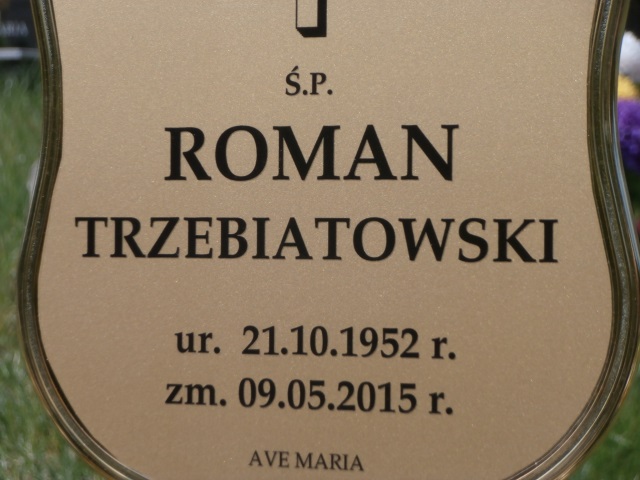 Ś.P.
ROMAN
TRZEBIATOWSKI
ur. 21.10.1952 r.
zm. 09.05.2015 r.
AVE MARIA